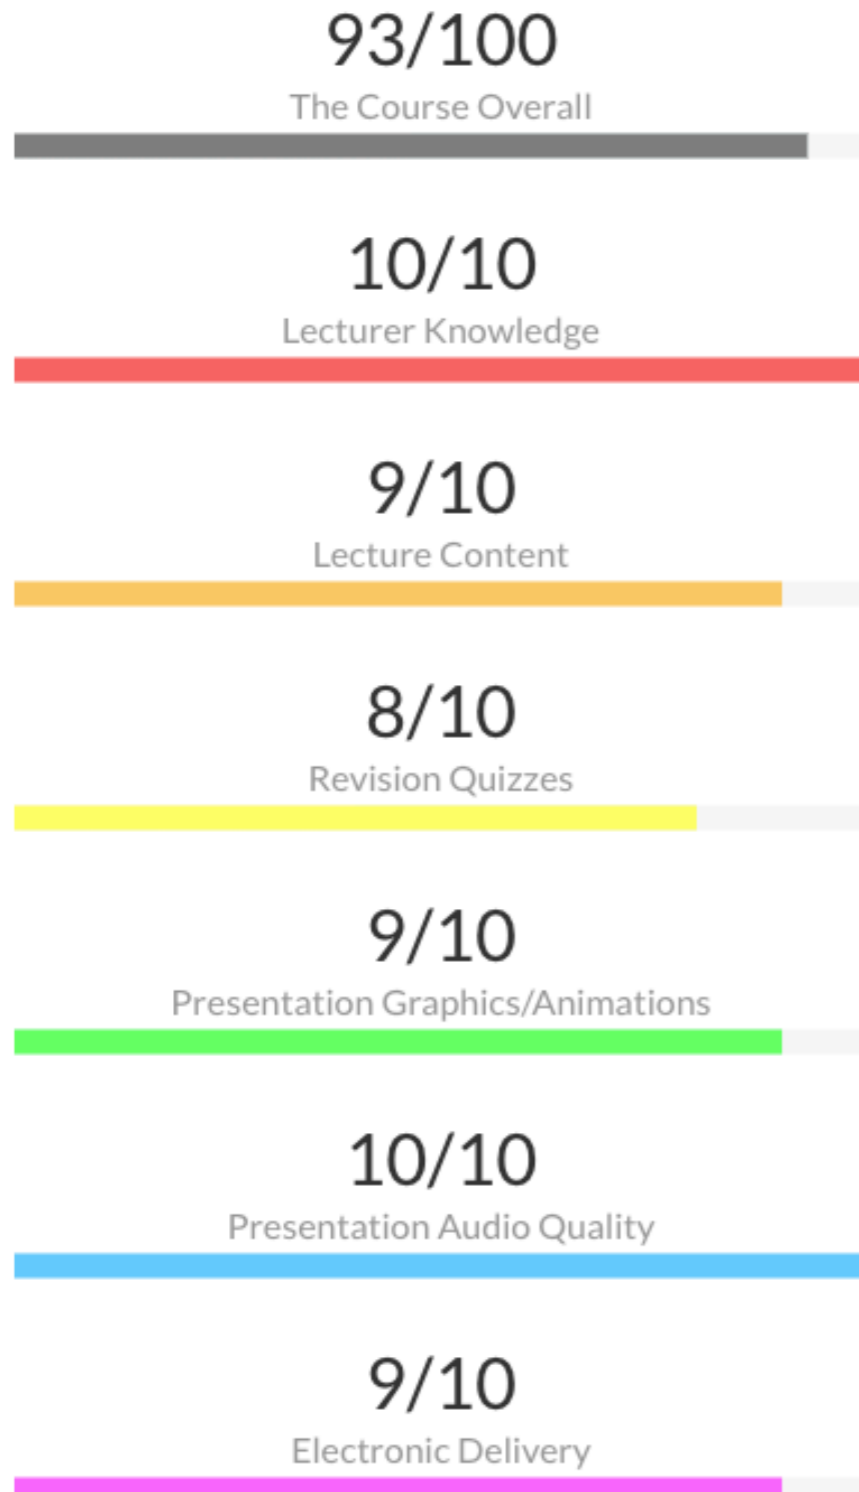 93/100
The Course Overall
10/10
Lecturer Knowledge
9/10
Lecture Content
8/10
Revision Quizzes
9/10
Presentation Graphics/Animations
10/10
Presentation Audio Quality
9/10
Electronic Delivery